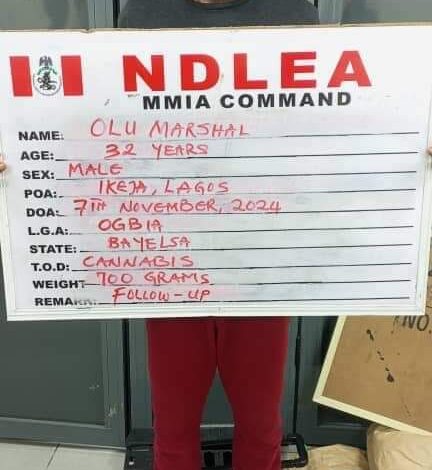 NDLEA
MMIA COMMAND
NAME: OLU MARSHAL
AGE: 32 YEARS
SEX: MALE
POA: IKEJA, LAGOS
DOA: 7TH NOVEMBER, 2024
L.G.A: OGBIA
STATE: BAYELSA
T.O.D: CANNABIS
WEIGHT 700 GRAMS
REMARK: FOLLOW-UP
NO.